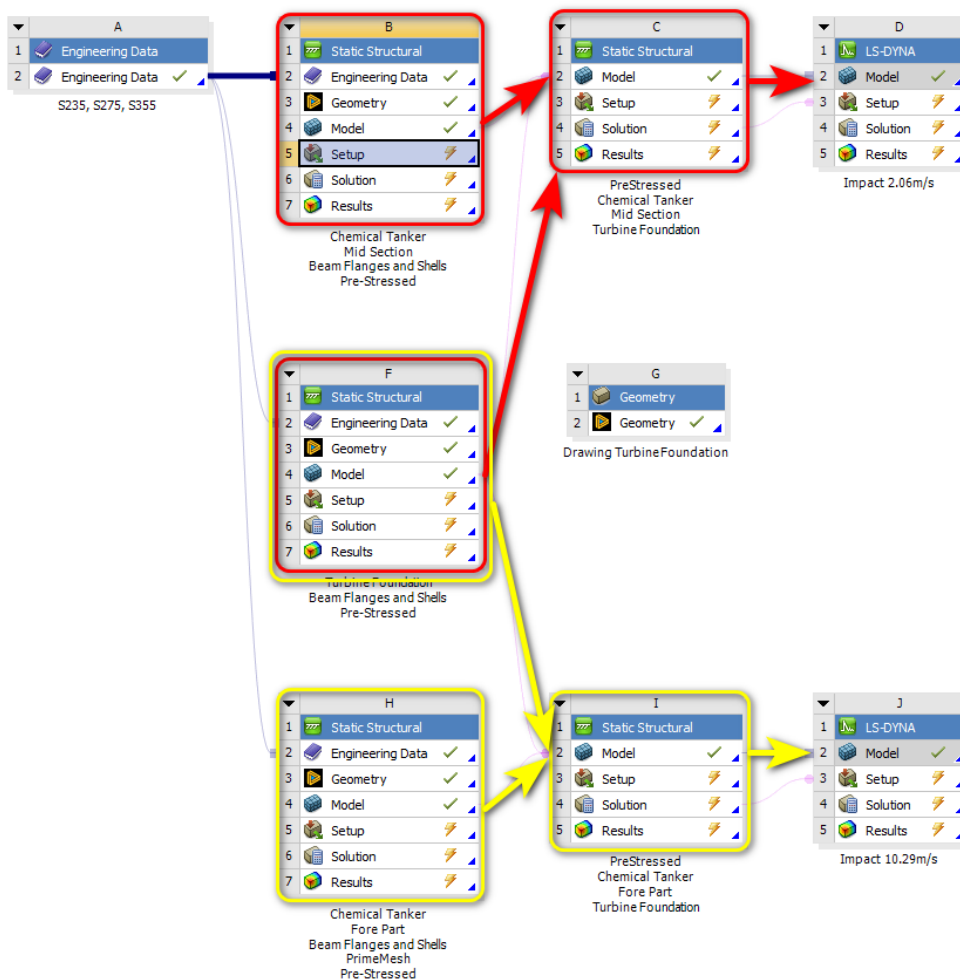 A
1 Engineering Data
2 Engineering Data
S235, S275, S355
B
1 Static Structural
2 Engineering Data
3 Geometry
4 Model
5 Setup
6 Solution
7 Results
Chemical Tanker
Mid Section
Beam Flanges and Shells
Pre-Stressed
C
1 Static Structural
2 Model
3 Setup
4 Solution
5 Results
PreStressed
Chemical Tanker
Mid Section
Turbine Foundation
D
1 LS-DYNA
2 Model
3 Setup
4 Solution
5 Results
Impact 2.06m/s
F
1 Static Structural
2 Engineering Data
3 Geometry
4 Model
5 Setup
6 Solution
7 Results
Turbine Foundation
Beam Flanges and Shells
Pre-Stressed
G
1 Geometry
2 Geometry
Drawing TurbineFoundation
H
1 Static Structural
2 Engineering Data
3 Geometry
4 Model
5 Setup
6 Solution
7 Results
Chemical Tanker
Fore Part
Beam Flanges and Shells
PrimeMesh
Pre-Stressed
I
1 Static Structural
2 Model
3 Setup
4 Solution
5 Results
PreStressed
Chemical Tanker
Fore Part
Turbine Foundation
J
1 LS-DYNA
2 Model
3 Setup
4 Solution
5 Results
Impact 10.29m/s